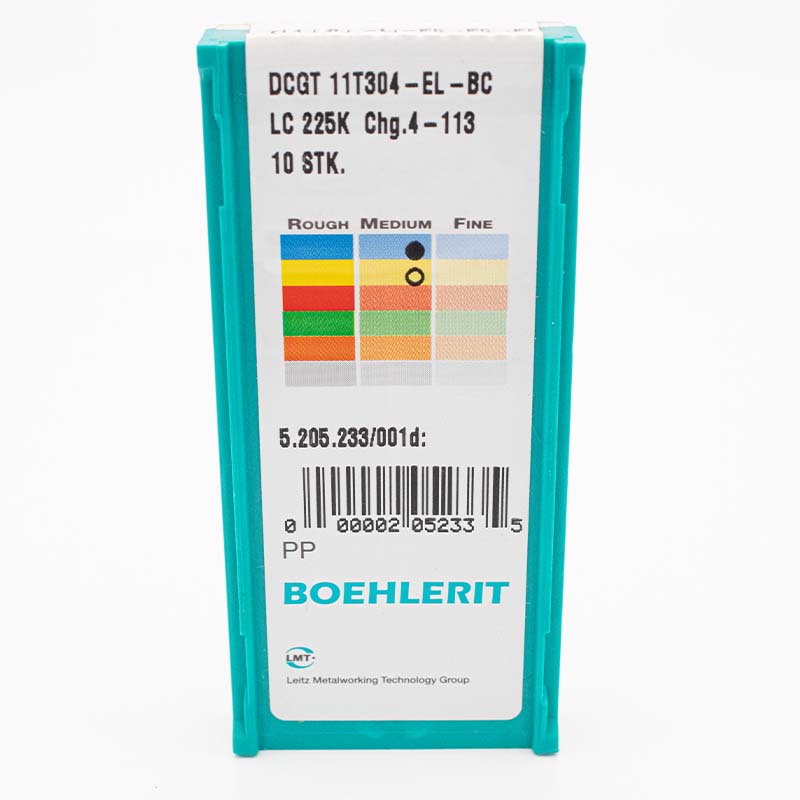 DCGT 11T304-EL-BC
LC 225K Chg.4-113
10 STK.
ROUGH MEDIUM FINE
5.205.233/001d:
0 00002 05233 5
PP
BOEHLERIT
LMT
Leitz Metalworking Technology Group